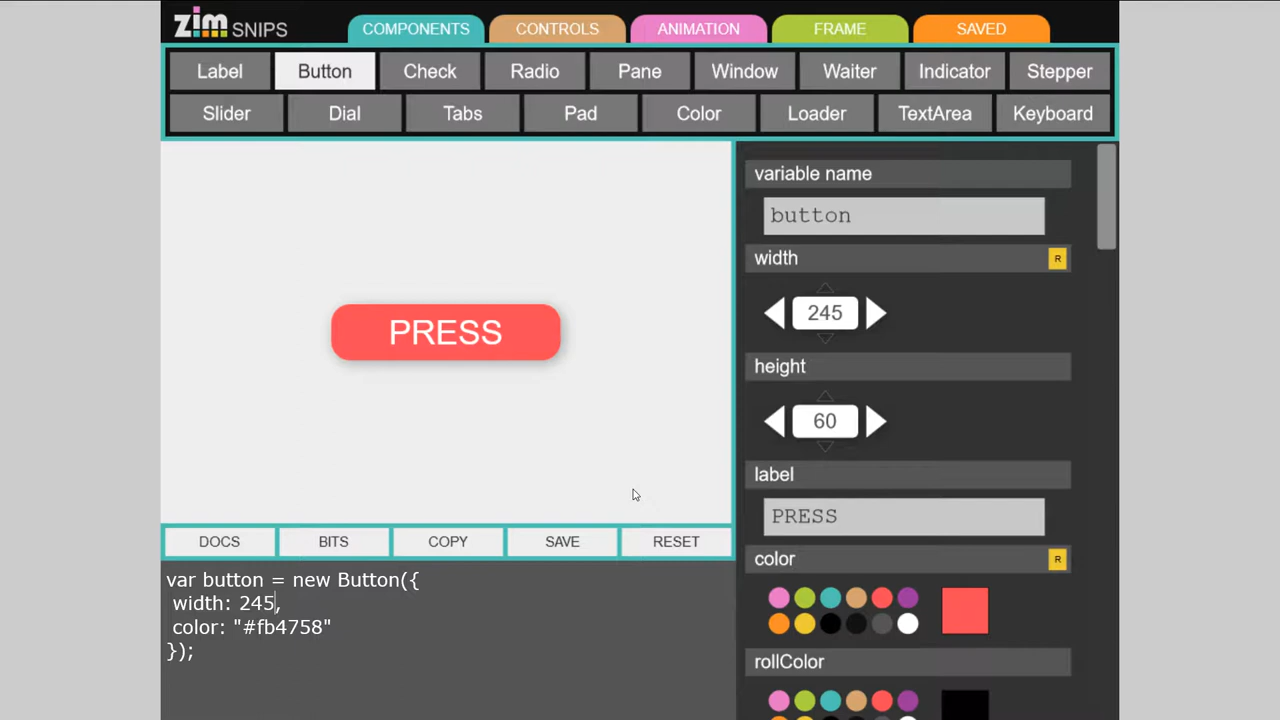 zim SNIPS
COMPONENTS CONTROLS ANIMATION FRAME SAVED
Label Button Check Radio Pane Window Waiter Indicator Stepper
Slider Dial Tabs Pad Color Loader TextArea Keyboard
PRESS
DOCS BITS COPY SAVE RESET
var button = new Button({
width: 245,
color: "#fb4758"
});
variable name
button
width R
245
height
60
label
PRESS
color R
rollColor